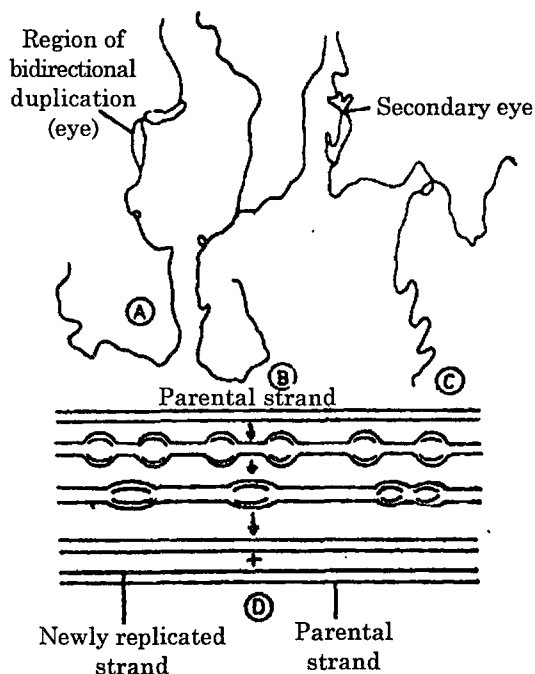 Region of
bidirectional
duplication
(eye)
Secondary eye
A
B
C
Parental strand
+
D
Newly replicated
strand
Parental
strand